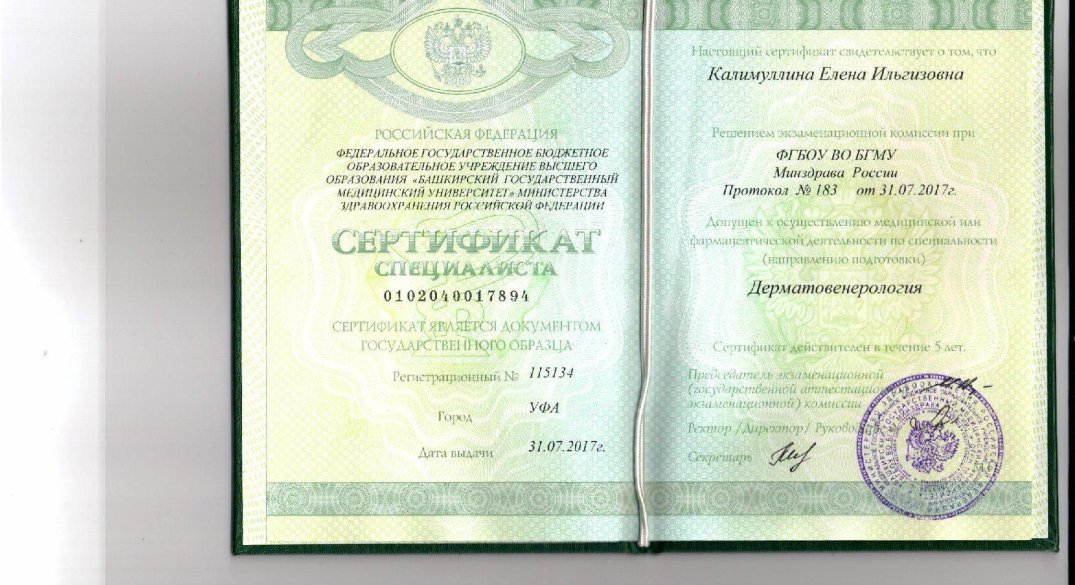 РОССИЙСКАЯ ФЕДЕРАЦИЯ
ФЕДЕРАЛЬНОЕ ГОСУДАРСТВЕННОЕ БЮДЖЕТНОЕ
ОБРАЗОВАТЕЛЬНОЕ УЧРЕЖДЕНИЕ ВЫСШЕГО
ОБРАЗОВАНИЯ «БАШКИРСКИЙ ГОСУДАРСТВЕННЫЙ
МЕДИЦИНСКИЙ УНИВЕРСИТЕТ» МИНИСТЕРСТВА
ЗДРАВООХРАНЕНИЯ РОССИЙСКОЙ ФЕДЕРАЦИИ
СЕРТИФИКАТ
СПЕЦИАЛИСТА
0102040017894
СЕРТИФИКАТ ЯВЛЯЕТСЯ ДОКУМЕНТОМ
ГОСУДАРСТВЕННОГО ОБРАЗЦА
Регистрационный № 115134
Город УФА
Дата выдачи 31.07.2017г.
Настоящий сертификат свидетельствует о том, что
Калимуллина Елена Ильгизовна
Решением экзаменационной комиссии при
ФГБОУ ВО БГМУ
Минздрава России
Протокол № 183 от 31.07.2017г.
Допущен к осуществлению медицинской или
фармацевтической деятельности по специальности
(направлению подготовки)
Дерматовенерология
Сертификат действителен в течение 5 лет.
Председатель экзаменационной
(государственной аттестацион
экзаменационной) комиссии
Ректор /Директор/ Руковод
Секретарь